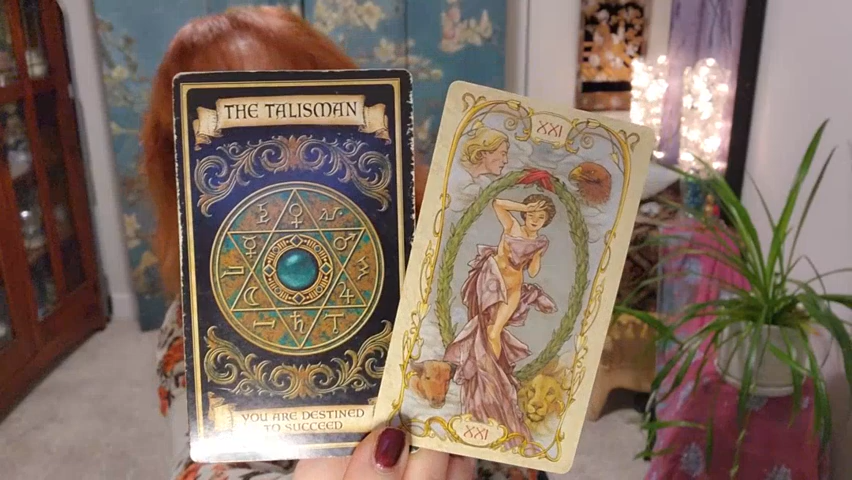 THE TALISMAN
YOU ARE DESTINED
TO SUCCEED
XXI
XXI